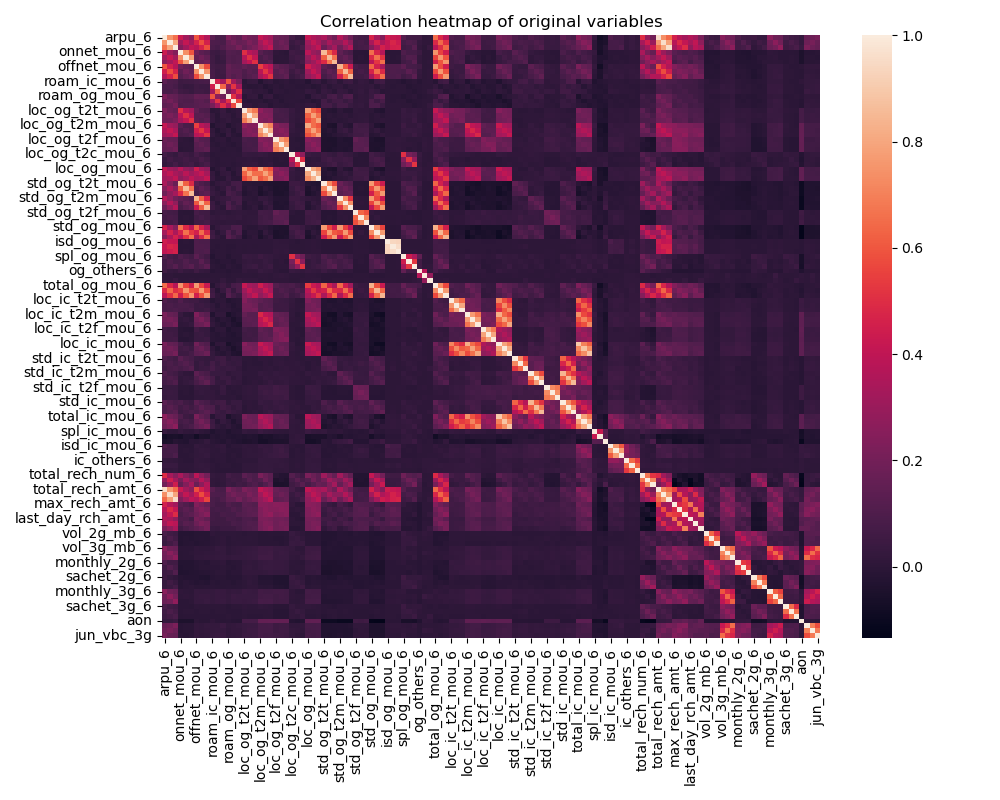 Correlation heatmap of original variables
arpu_6
onnet_mou_6
offnet_mou_6
roam_ic_mou_6
roam_og_mou_6
loc_og_t2t_mou_6
loc_og_t2m_mou_6
loc_og_t2f_mou_6
loc_og_t2c_mou_6
loc_og_mou_6
std_og_t2t_mou_6
std_og_t2m_mou_6
std_og_t2f_mou_6
std_og_mou_6
isd_og_mou_6
spl_og_mou_6
og_others_6
total_og_mou_6
loc_ic_t2t_mou_6
loc_ic_t2m_mou_6
loc_ic_t2f_mou_6
loc_ic_mou_6
std_ic_t2t_mou_6
std_ic_t2m_mou_6
std_ic_t2f_mou_6
std_ic_mou_6
total_ic_mou_6
spl_ic_mou_6
isd_ic_mou_6
ic_others_6
total_rech_num_6
total_rech_amt_6
max_rech_amt_6
last_day_rch_amt_6
vol_2g_mb_6
vol_3g_mb_6
monthly_2g_6
sachet_2g_6
monthly_3g_6
sachet_3g_6
aon
jun_vbc_3g
arpu_6
onnet_mou_6
offnet_mou_6
roam_ic_mou_6
roam_og_mou_6
loc_og_t2t_mou_6
loc_og_t2m_mou_6
loc_og_t2f_mou_6
loc_og_t2c_mou_6
loc_og_mou_6
std_og_t2t_mou_6
std_og_t2m_mou_6
std_og_t2f_mou_6
std_og_mou_6
isd_og_mou_6
spl_og_mou_6
og_others_6
total_og_mou_6
loc_ic_t2t_mou_6
loc_ic_t2m_mou_6
loc_ic_t2f_mou_6
loc_ic_mou_6
std_ic_t2t_mou_6
std_ic_t2m_mou_6
std_ic_t2f_mou_6
std_ic_mou_6
total_ic_mou_6
spl_ic_mou_6
isd_ic_mou_6
ic_others_6
total_rech_num_6
total_rech_amt_6
max_rech_amt_6
last_day_rch_amt_6
vol_2g_mb_6
vol_3g_mb_6
monthly_2g_6
sachet_2g_6
monthly_3g_6
sachet_3g_6
aon
jun_vbc_3g
1.0
0.8
0.6
0.4
0.2
0.0